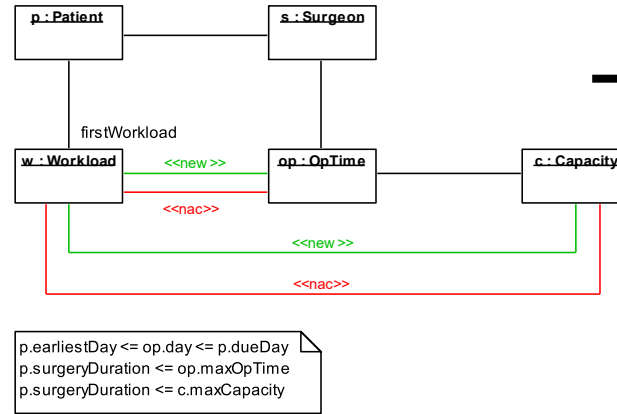 p : Patient
s : Surgeon
firstWorkload
w : Workload
<<new >>
op : OpTime
c : Capacity
<<nac>>
<<new >>
<<nac>>
p.earliestDay <= op.day <= p.dueDay
p.surgeryDuration <= op.maxOpTime
p.surgeryDuration <= c.maxCapacity